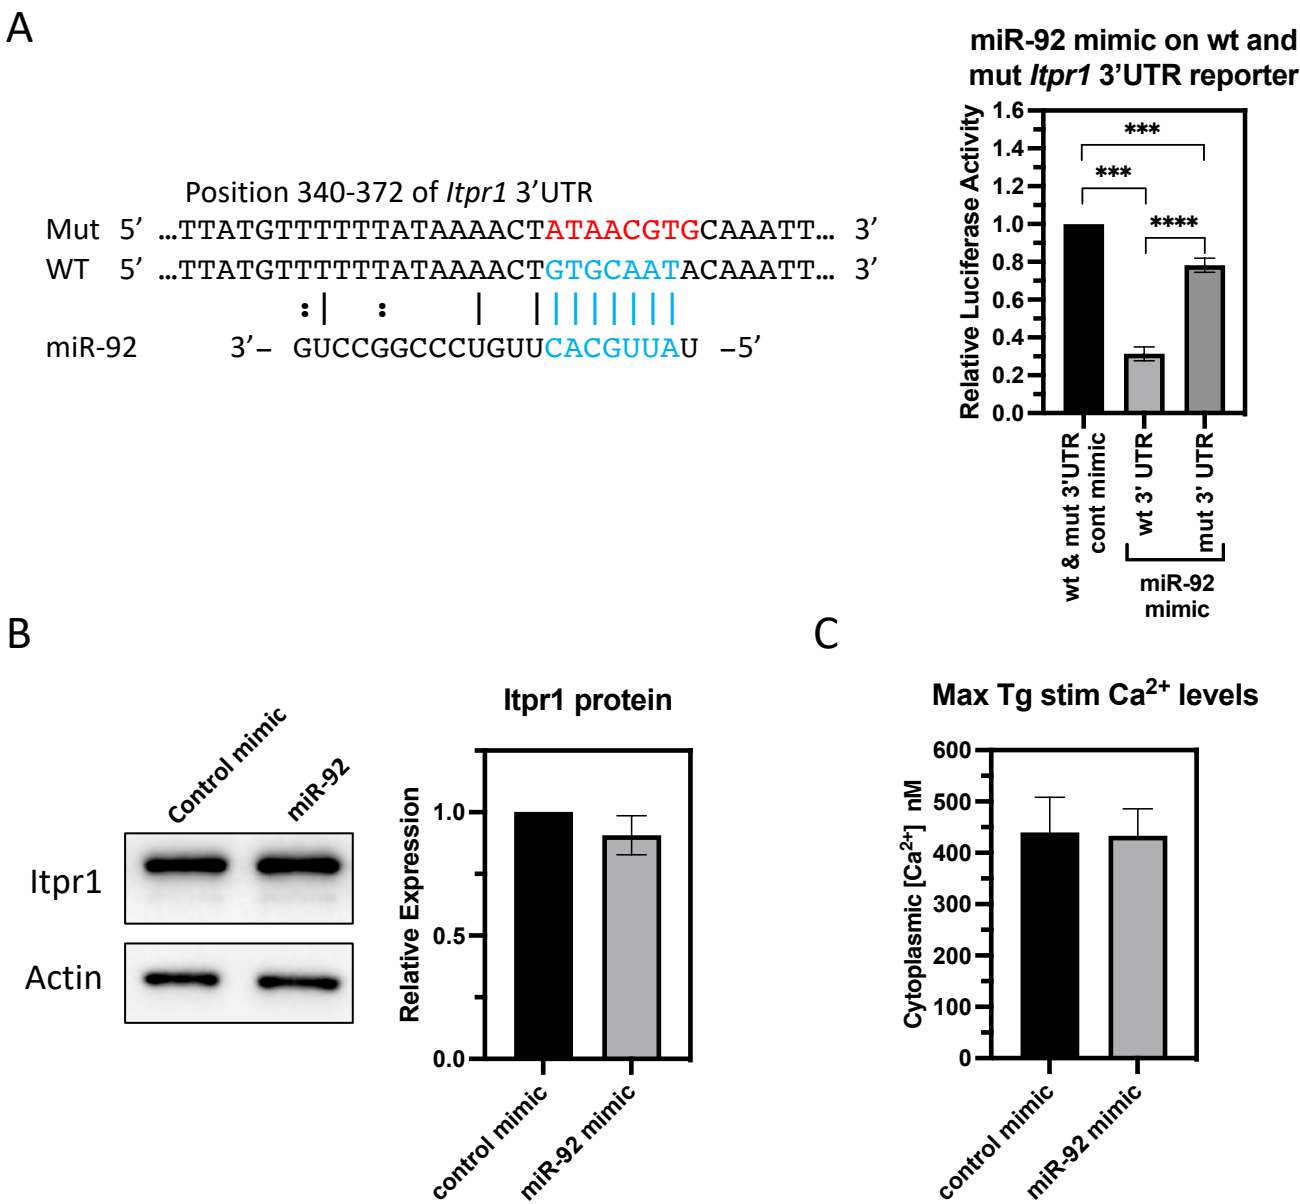 A
Position 340-372 of Itpr1 3’UTR
Mut 5’ …TTATGTTTTTTATAAAACTATAACGTGCAAATT… 3’
WT 5’ …TTATGTTTTTTATAAAACTGTGCAATACAAATT… 3’
miR-92 3’– GUCCGGCCCUGUUCACGUUAU –5’
miR-92 mimic on wt and
mut Itpr1 3’UTR reporter
Relative Luciferase Activity
1.6
1.4
1.2
1.0
0.8
0.6
0.4
0.2
0.0
***
***
****
wt & mut 3'UTR
cont mimic
wt 3' UTR
mut 3' UTR
miR-92
mimic
B
Control mimic
miR-92
Itpr1
Actin
Itpr1 protein
Relative Expression
1.0
0.5
0.0
control mimic
miR-92 mimic
C
Max Tg stim Ca²⁺ levels
Cytoplasmic [Ca²⁺] nM
600
500
400
300
200
100
0
control mimic
miR-92 mimic